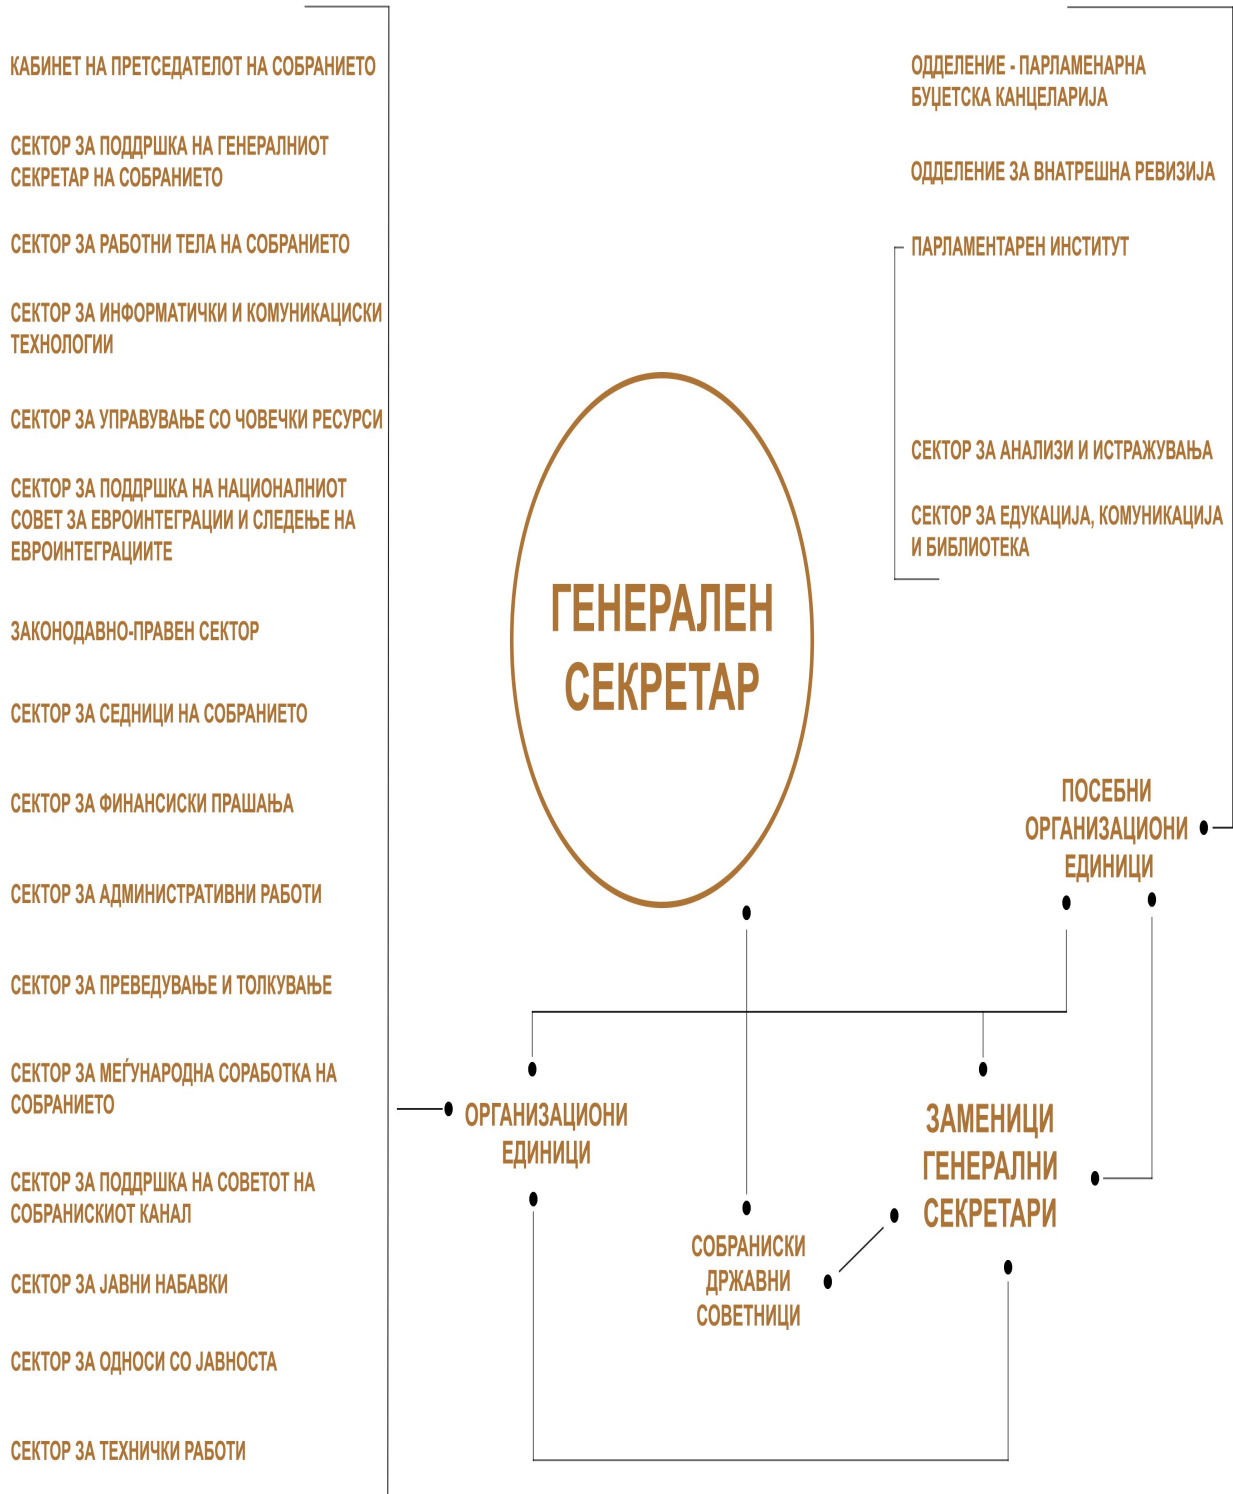 КАБИНЕТ НА ПРЕТСЕДАТЕЛОТ НА СОБРАНИЕТО
СЕКТОР ЗА ПОДДРШКА НА ГЕНЕРАЛНИОТ
СЕКРЕТАР НА СОБРАНИЕТО
СЕКТОР ЗА РАБОТНИ ТЕЛА НА СОБРАНИЕТО
СЕКТОР ЗА ИНФОРМАТИЧКИ И КОМУНИКАЦИСКИ
ТЕХНОЛОГИИ
СЕКТОР ЗА УПРАВУВАЊЕ СО ЧОВЕЧКИ РЕСУРСИ
СЕКТОР ЗА ПОДДРШКА НА НАЦИОНАЛНИОТ
СОВЕТ ЗА ЕВРОИНТЕГРАЦИИ И СЛЕДЕЊЕ НА
ЕВРОИНТЕГРАЦИИТЕ
ЗАКОНОДАВНО-ПРАВЕН СЕКТОР
СЕКТОР ЗА СЕДНИЦИ НА СОБРАНИЕТО
СЕКТОР ЗА ФИНАНСИСКИ ПРАШАЊА
СЕКТОР ЗА АДМИНИСТРАТИВНИ РАБОТИ
СЕКТОР ЗА ПРЕВЕДУВАЊЕ И ТОЛКУВАЊЕ
СЕКТОР ЗА МЕЃУНАРОДНА СОРАБОТКА НА
СОБРАНИЕТО
СЕКТОР ЗА ПОДДРШКА НА СОВЕТОТ НА
СОБРАНИСКИОТ КАНАЛ
СЕКТОР ЗА ЈАВНИ НАБАВКИ
СЕКТОР ЗА ОДНОСИ СО ЈАВНОСТА
СЕКТОР ЗА ТЕХНИЧКИ РАБОТИ
ГЕНЕРАЛЕН
СЕКРЕТАР
ОДДЕЛЕНИЕ - ПАРЛАМЕНАРНА
БУЏЕТСКА КАНЦЕЛАРИЈА
ОДДЕЛЕНИЕ ЗА ВНАТРЕШНА РЕВИЗИЈА
ПАРЛАМЕНТАРЕН ИНСТИТУТ
СЕКТОР ЗА АНАЛИЗИ И ИСТРАЖУВАЊА
СЕКТОР ЗА ЕДУКАЦИЈА, КОМУНИКАЦИЈА
И БИБЛИОТЕКА
ПОСЕБНИ
ОРГАНИЗАЦИОНИ
ЕДИНИЦИ
ОРГАНИЗАЦИОНИ
ЕДИНИЦИ
ЗАМЕНИЦИ
ГЕНЕРАЛНИ
СЕКРЕТАРИ
СОБРАНИСКИ
ДРЖАВНИ
СОВЕТНИЦИ